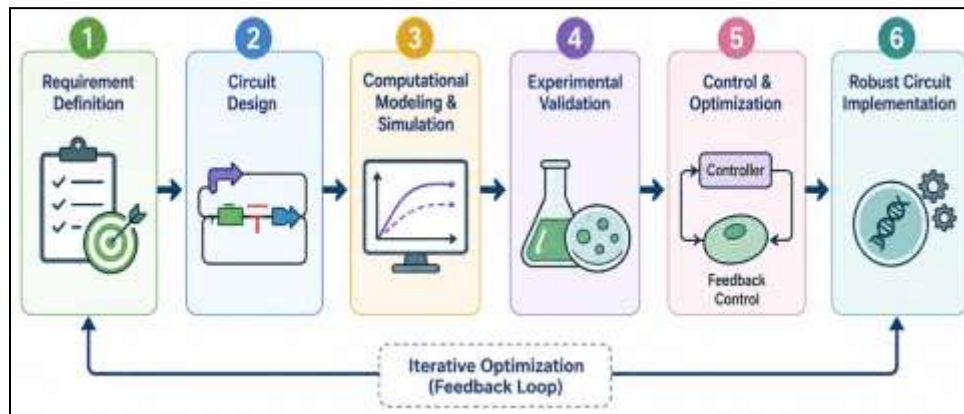 1
Requirement
Definition
2
Circuit
Design
3
Computational
Modeling &
Simulation
4
Experimental
Validation
5
Control &
Optimization
Controller
Feedback
Control
6
Robust Circuit
Implementation
Iterative Optimization
(Feedback Loop)